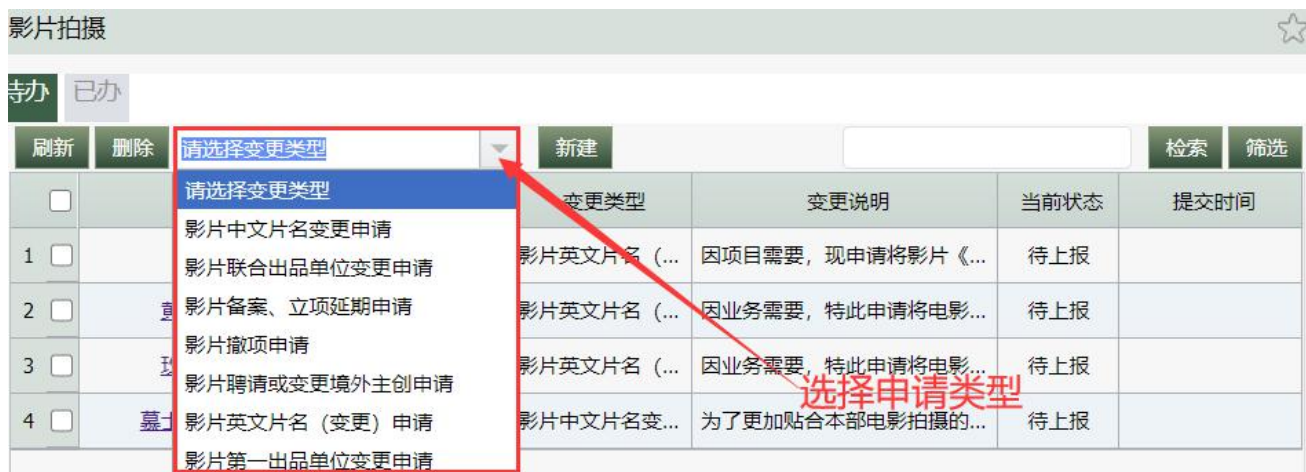 影片拍摄
待办 已办
刷新 删除 请选择变更类型 新建 检索 筛选
请选择变更类型
变更类型 变更说明 当前状态 提交时间
影片中文片名变更申请
1 影片英文片名（... 因项目需要，现申请将影片《... 待上报
影片联合出品单位变更申请
影片备案、立项延期申请
2 影片英文片名（... 因业务需要，特此申请将电影... 待上报
影片撤项申请
3 影片英文片名（... 因业务需要，特此申请将电影... 待上报
影片聘请或变更境外主创申请
选择申请类型
4 影片英文片名（变更）申请 影片中文片名变... 为了更加贴合本部电影拍摄的... 待上报
影片第一出品单位变更申请